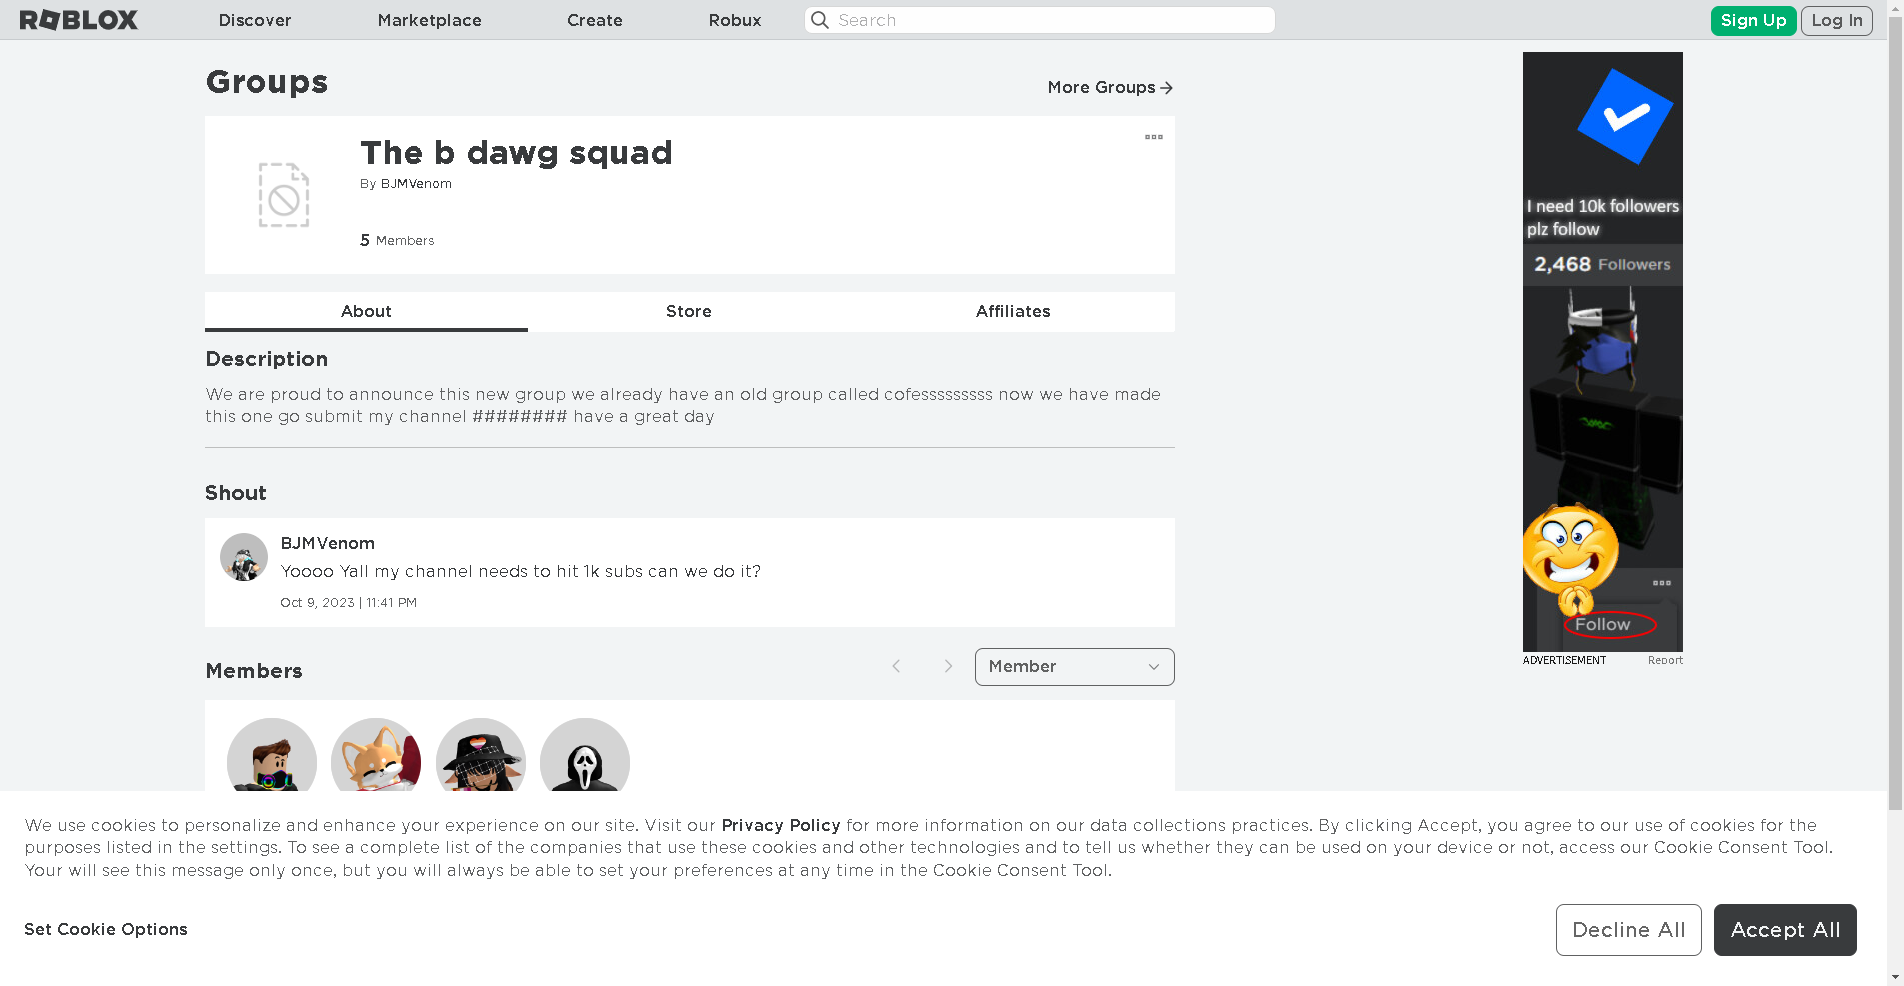 ROBLOX
Discover
Marketplace
Create
Robux
Search
Sign Up
Log In
Groups
More Groups
The b dawg squad
By BJMVenom
5 Members
About
Store
Affiliates
Description
We are proud to announce this new group we already have an old group called cofesssssssss now we have made
this one go submit my channel ######## have a great day
Shout
BJMVenom
Yoooo Yall my channel needs to hit 1k subs can we do it?
Oct 9, 2023 | 11:41 PM
Members
Member
I need 10k followers
plz follow
2,468 Followers
Follow
ADVERTISEMENT
Report
We use cookies to personalize and enhance your experience on our site. Visit our Privacy Policy for more information on our data collections practices. By clicking Accept, you agree to our use of cookies for the
purposes listed in the settings. To see a complete list of the companies that use these cookies and other technologies and to tell us whether they can be used on your device or not, access our Cookie Consent Tool.
Your will see this message only once, but you will always be able to set your preferences at any time in the Cookie Consent Tool.
Set Cookie Options
Decline All
Accept All